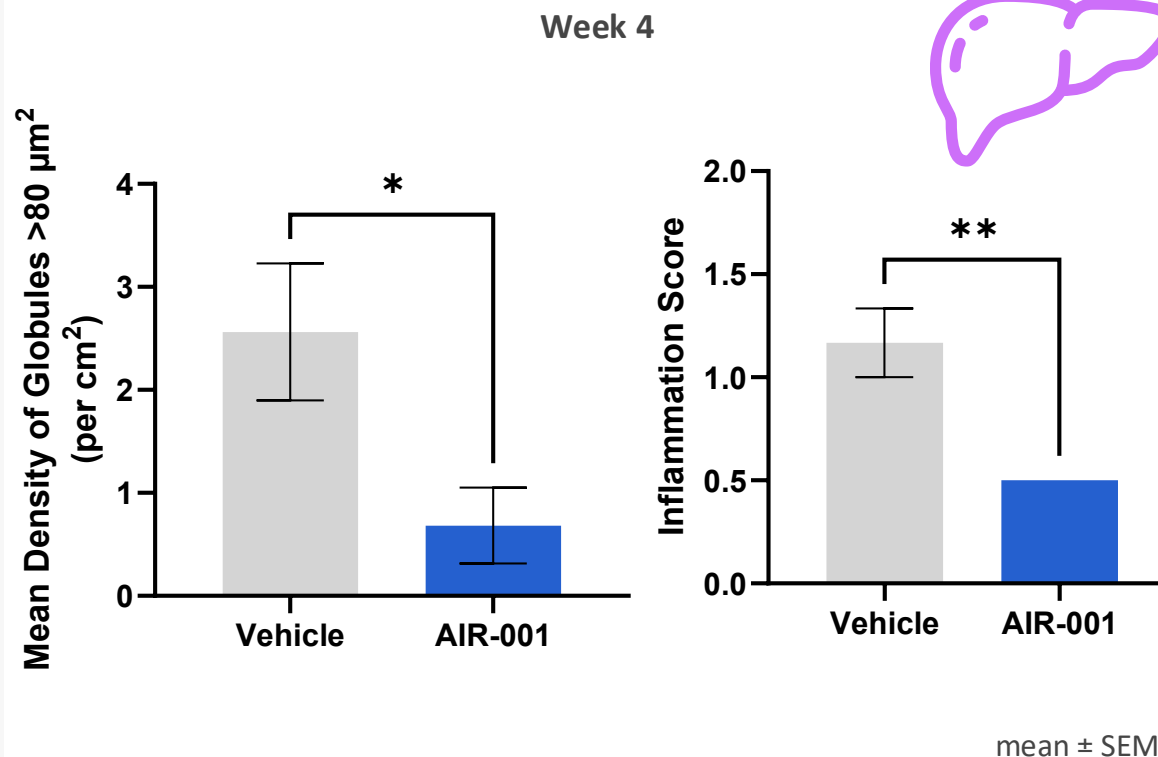 Week 4
Mean Density of Globules >80 µm²
(per cm²)
4
3
2
1
0
*
Vehicle
AIR-001
Inflammation Score
2.0
1.5
1.0
0.5
0.0
**
Vehicle
AIR-001
mean ± SEM